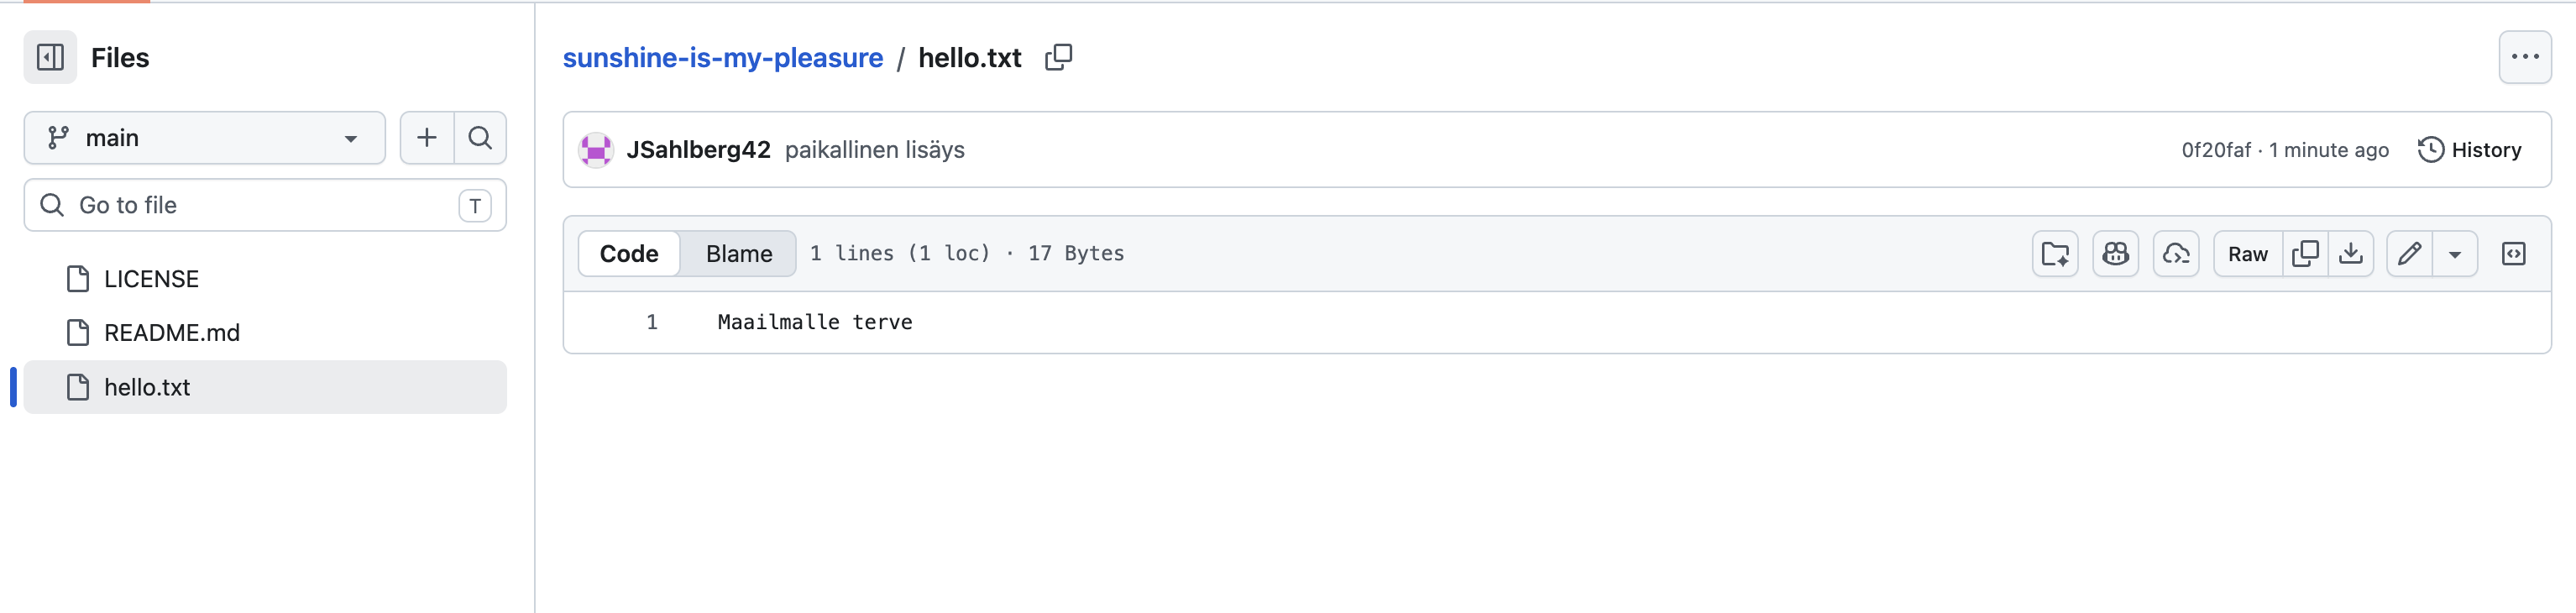 Files
main
Go to file
T
LICENSE
README.md
hello.txt
sunshine-is-my-pleasure / hello.txt
JSahlberg42 paikallinen lisäys
0f20faf · 1 minute ago
History
Code
Blame
1 lines (1 loc) · 17 Bytes
Raw
1 Maailmalle terve